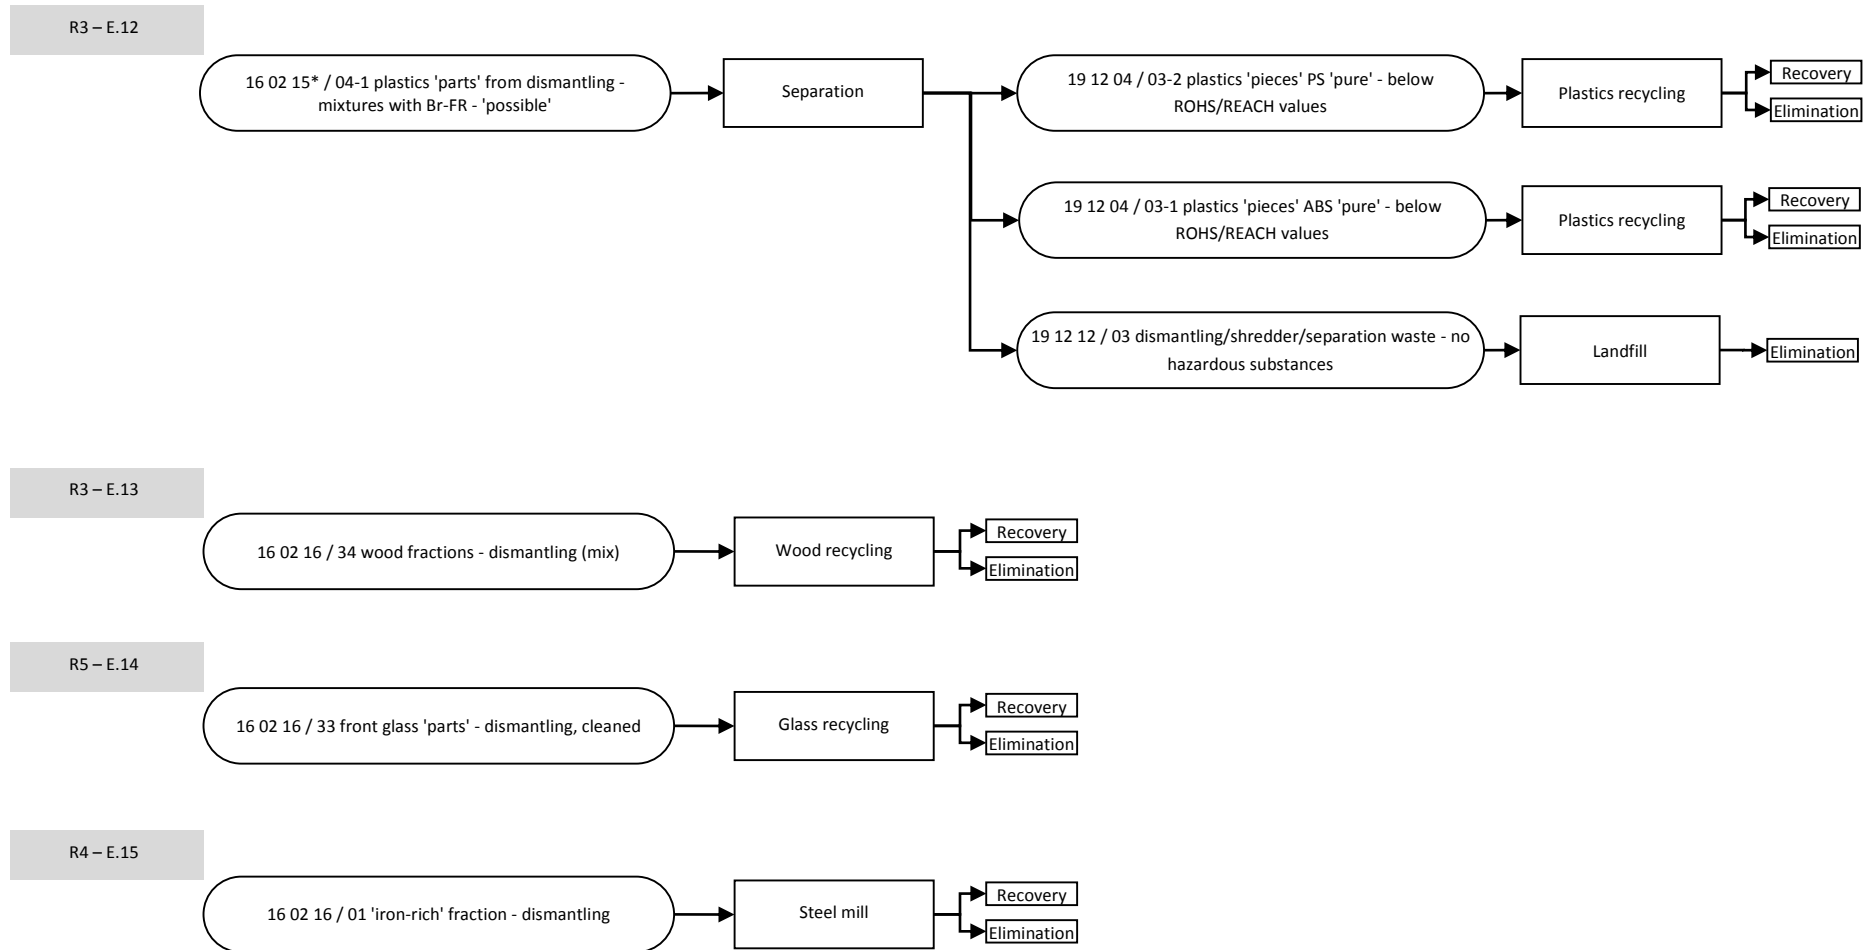 R3 – E.12
16 02 15* / 04-1 plastics 'parts' from dismantling -
mixtures with Br-FR - 'possible'
Separation
19 12 04 / 03-2 plastics 'pieces' PS 'pure' - below
ROHS/REACH values
Plastics recycling
Recovery
Elimination
19 12 04 / 03-1 plastics 'pieces' ABS 'pure' - below
ROHS/REACH values
Plastics recycling
Recovery
Elimination
19 12 12 / 03 dismantling/shredder/separation waste - no
hazardous substances
Landfill
Elimination
R3 – E.13
16 02 16 / 34 wood fractions - dismantling (mix)
Wood recycling
Recovery
Elimination
R5 – E.14
16 02 16 / 33 front glass 'parts' - dismantling, cleaned
Glass recycling
Recovery
Elimination
R4 – E.15
16 02 16 / 01 'iron-rich' fraction - dismantling
Steel mill
Recovery
Elimination